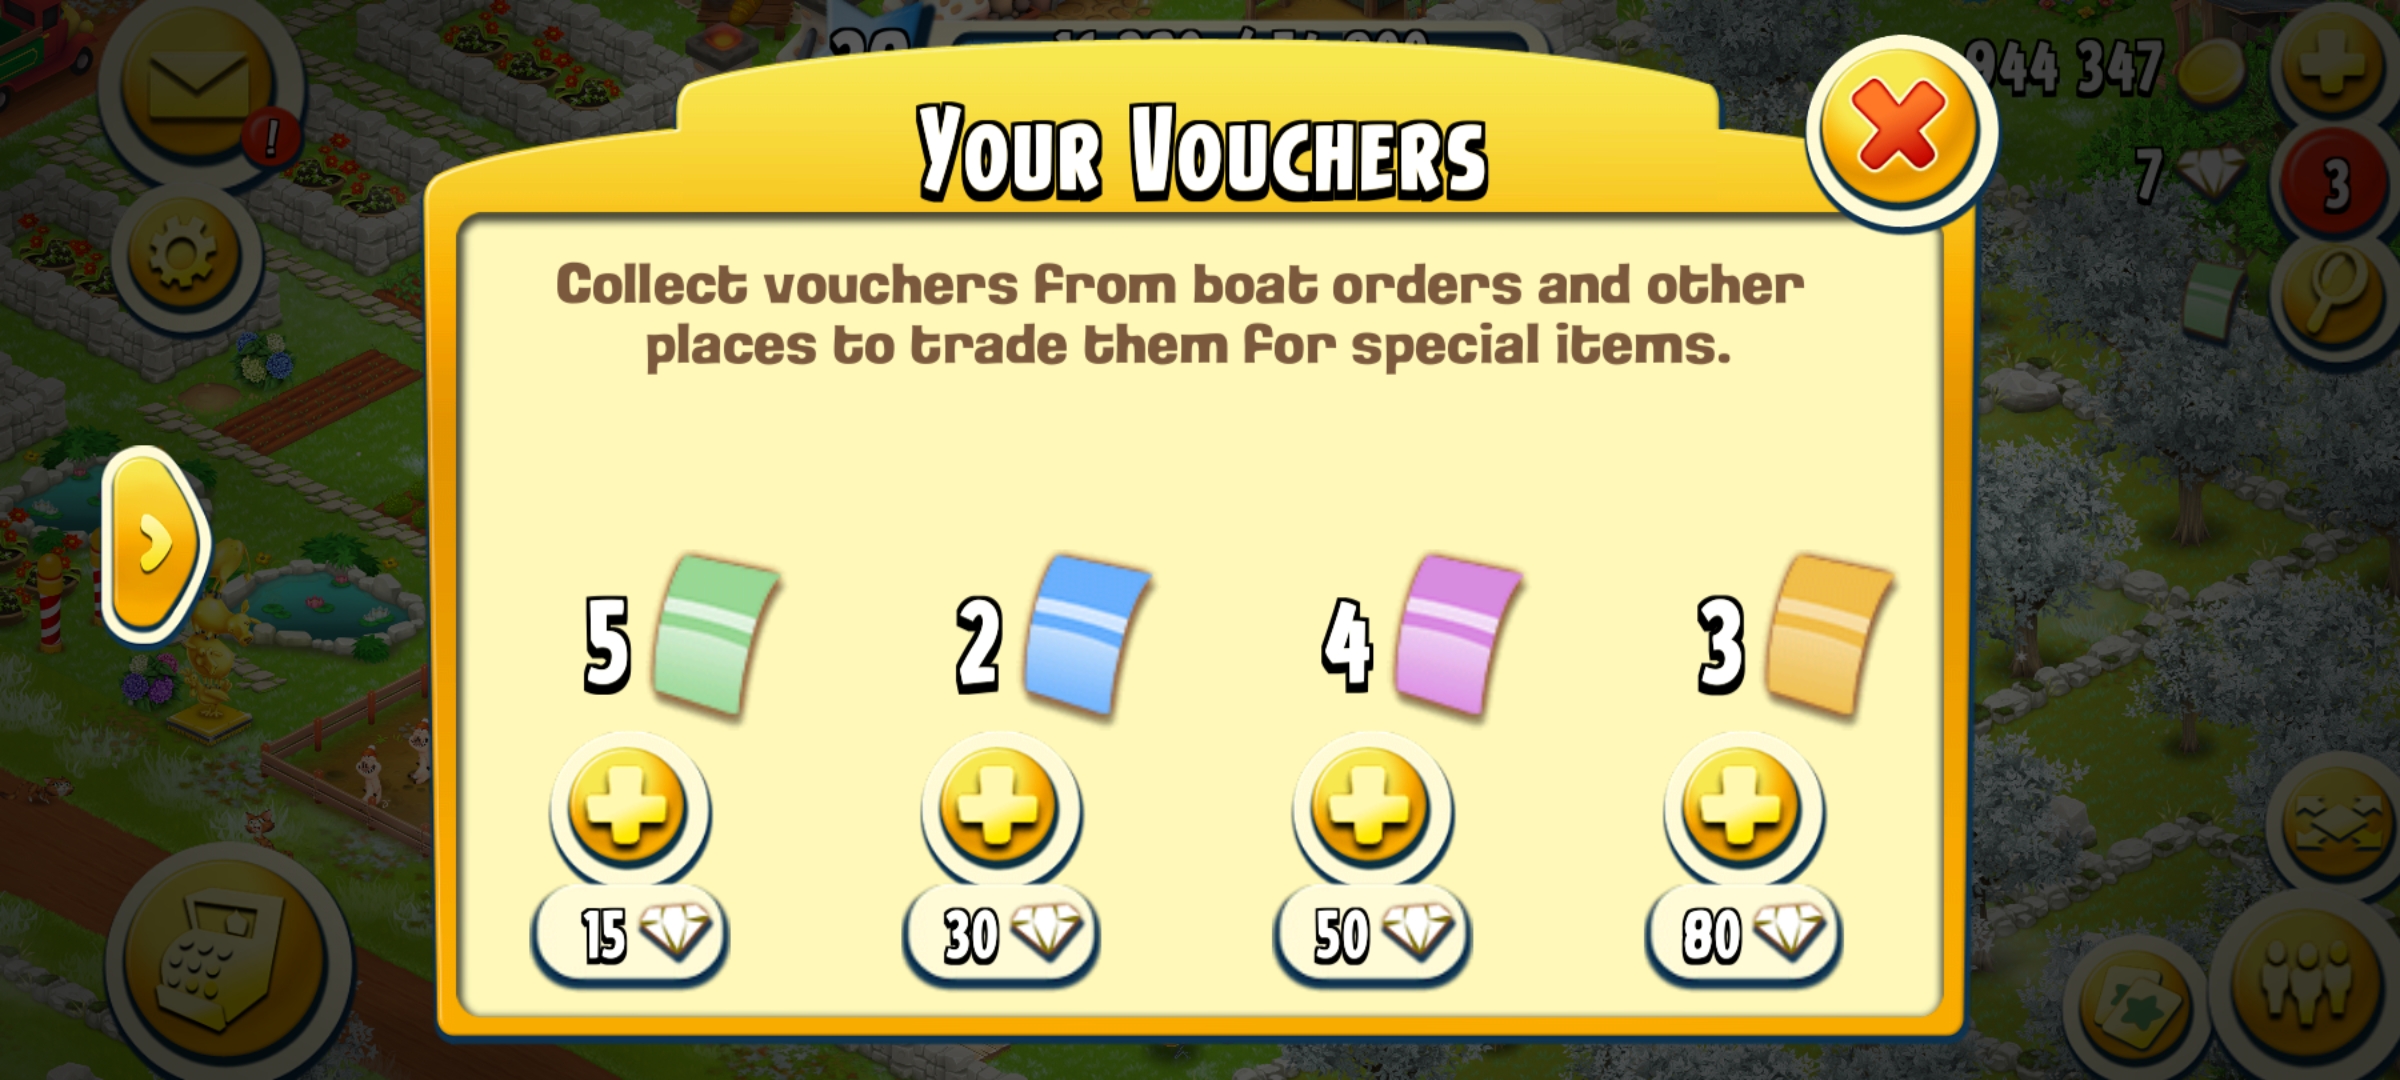 944 347
!
YOUR VOUCHERS
7
3
Collect vouchers from boat orders and other
places to trade them for special items.
5 2 4 3
15 30 50 80